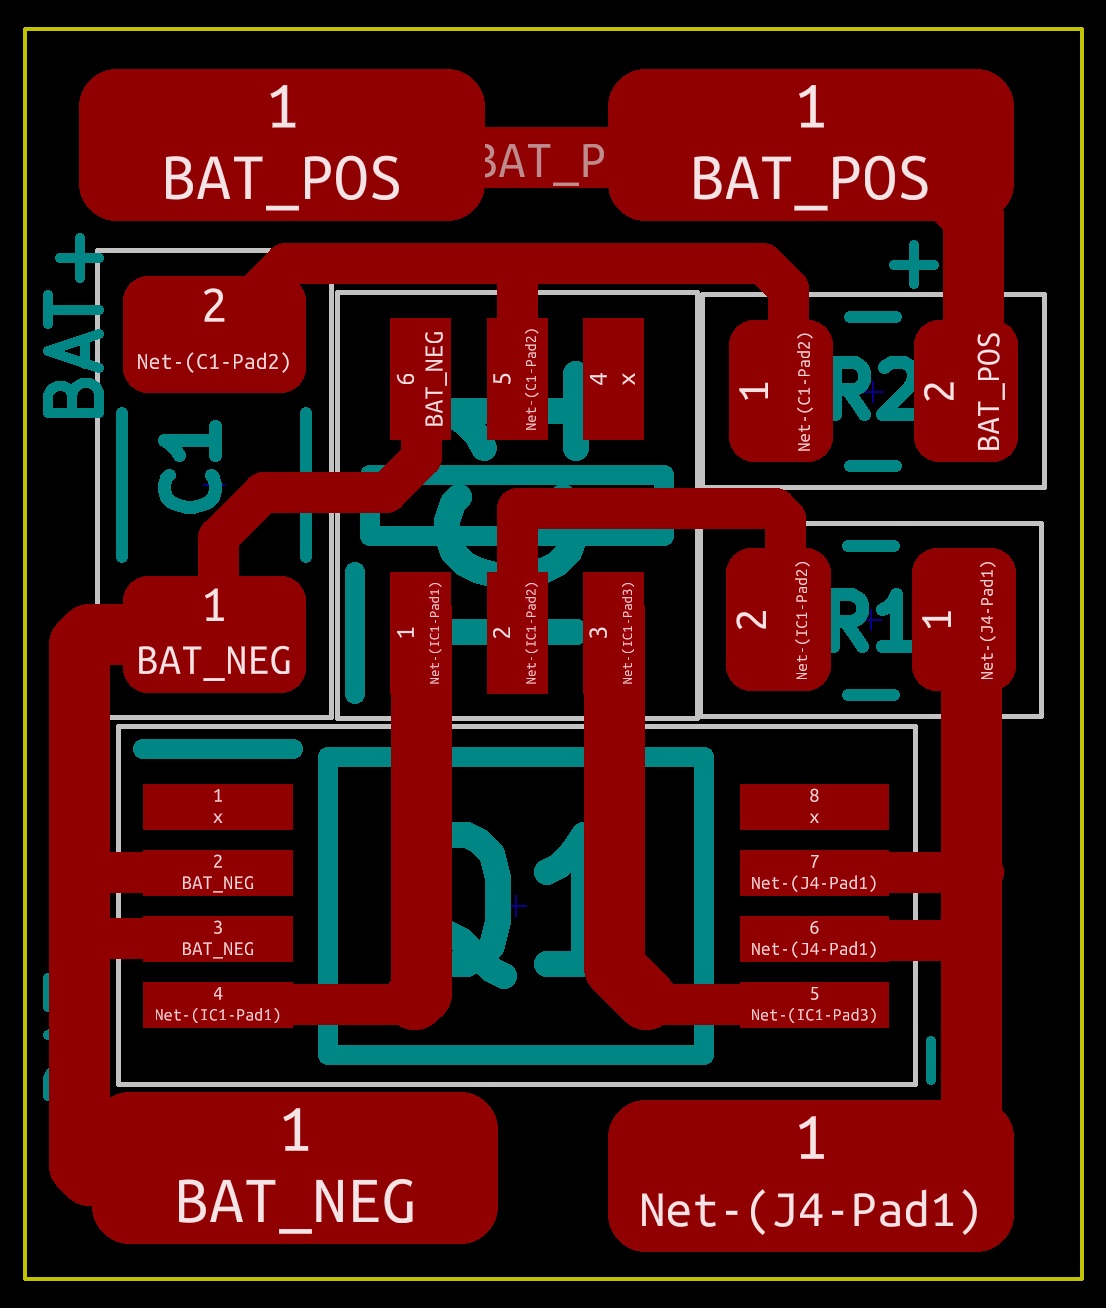 1
BAT_POS
BAT_P
1
BAT_POS
BAT+
+
2
Net-(C1-Pad2)
C1
1
BAT_NEG
6
BAT_NEG
5
Net-(C1-Pad2)
4
x
1
Net-(C1-Pad2)
R2
2
BAT_POS
1
Net-(IC1-Pad1)
2
Net-(IC1-Pad2)
3
Net-(IC1-Pad3)
2
Net-(IC1-Pad2)
R1
1
Net-(J4-Pad1)
1
x
2
BAT_NEG
3
BAT_NEG
4
Net-(IC1-Pad1)
Q1
8
x
7
Net-(J4-Pad1)
6
Net-(J4-Pad1)
5
Net-(IC1-Pad3)
1
BAT_NEG
1
Net-(J4-Pad1)